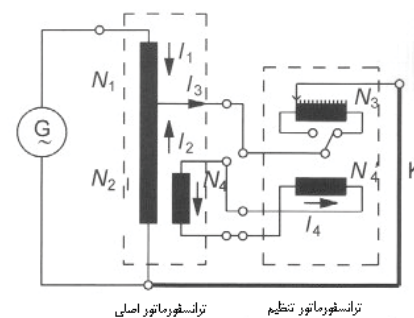 I₁
N₁
I₃
N₃
G
~
I₂
N₂
N₄
N₄′
I₄
K
ترانسفورماتور اصلی
ترانسفورماتور تنظیم